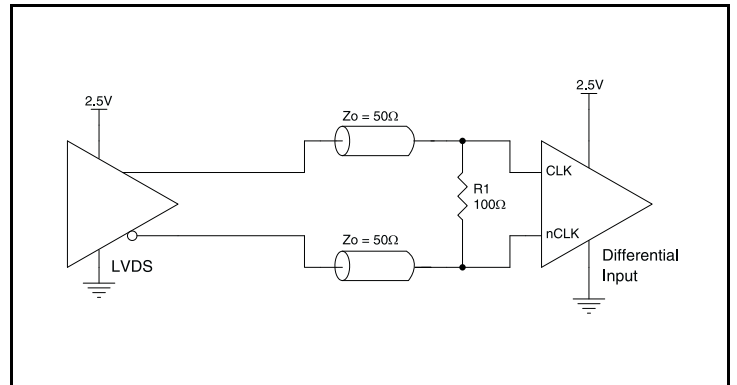 2.5V
2.5V
Zo = 50Ω
CLK
R1
100Ω
nCLK
Zo = 50Ω
LVDS
Differential
Input